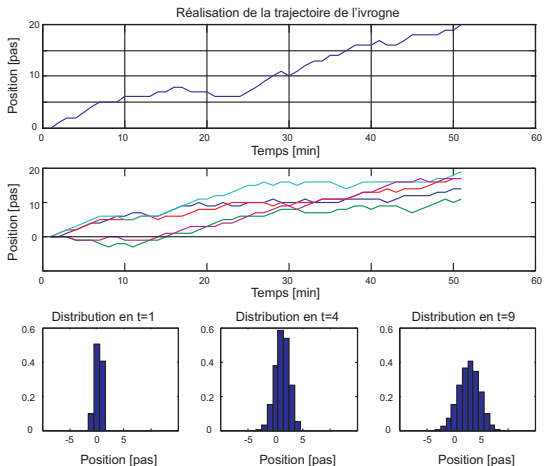 Réalisation de la trajectoire de l'ivrogne
Position [pas]
20
10
0
0 10 20 30 40 50 60
Temps [min]
Position [pas]
20
10
0
0 10 20 30 40 50 60
Temps [min]
Distribution en t=1
0.6
0.4
0.2
0
-5 0 5
Position [pas]
Distribution en t=4
0.6
0.4
0.2
0
-5 0 5
Position [pas]
Distribution en t=9
0.6
0.4
0.2
0
-5 0 5
Position [pas]